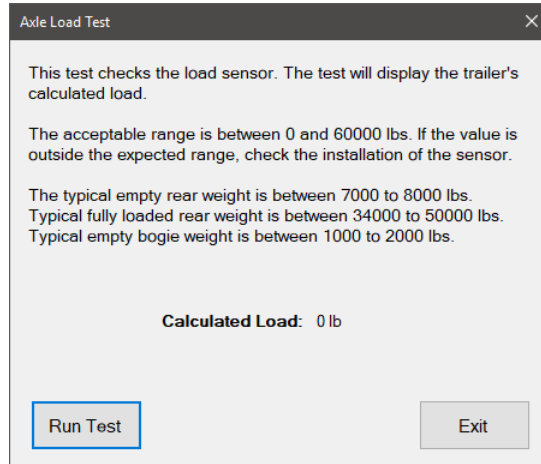 Axle Load Test
This test checks the load sensor. The test will display the trailer's
calculated load.
The acceptable range is between 0 and 60000 lbs. If the value is
outside the expected range, check the installation of the sensor.
The typical empty rear weight is between 7000 to 8000 lbs.
Typical fully loaded rear weight is between 34000 to 50000 lbs.
Typical empty bogie weight is between 1000 to 2000 lbs.
Calculated Load: 0 lb
Run Test
Exit